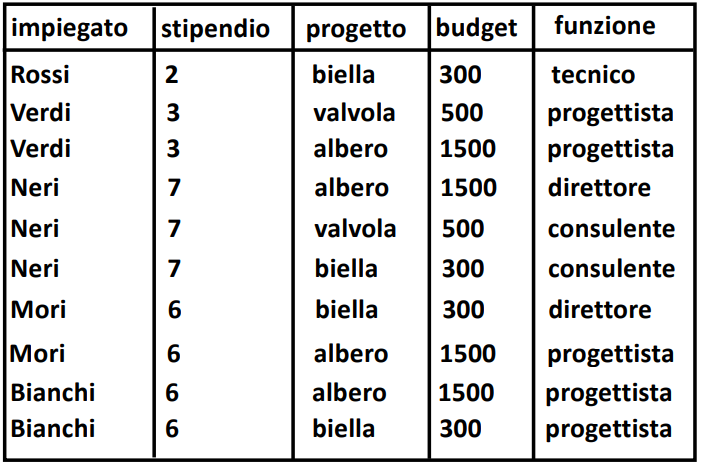 impiegato stipendio progetto budget funzione
Rossi 2 biella 300 tecnico
Verdi 3 valvola 500 progettista
Verdi 3 albero 1500 progettista
Neri 7 albero 1500 direttore
Neri 7 valvola 500 consulente
Neri 7 biella 300 consulente
Mori 6 biella 300 direttore
Mori 6 albero 1500 progettista
Bianchi 6 albero 1500 progettista
Bianchi 6 biella 300 progettista